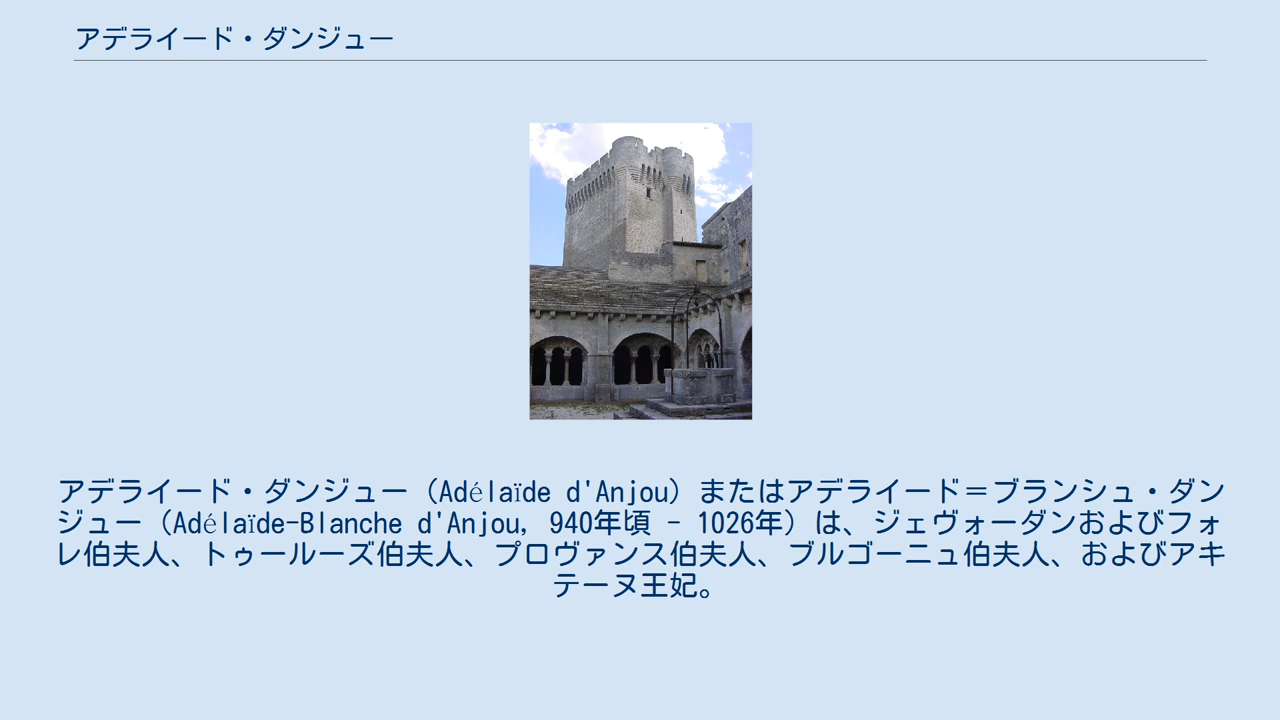 アデライード・ダンジュー
アデライード・ダンジュー（Adélaïde d'Anjou）またはアデライード＝ブランシュ・ダン
ジュー（Adélaïde-Blanche d'Anjou, 940年頃 - 1026年）は、ジェヴォーダンおよびフォ
レ伯夫人、トゥールーズ伯夫人、プロヴァンス伯夫人、ブルゴーニュ伯夫人、およびアキ
テーヌ王妃。